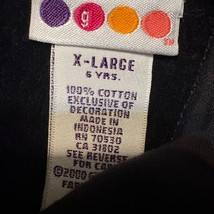 g
SM
X-LARGE
6 YRS.
100% COTTON
EXCLUSIVE OF
DECORATION
MADE IN
INDONESIA
RN 70530
CA 31802
SEE REVERSE
FOR
©2000